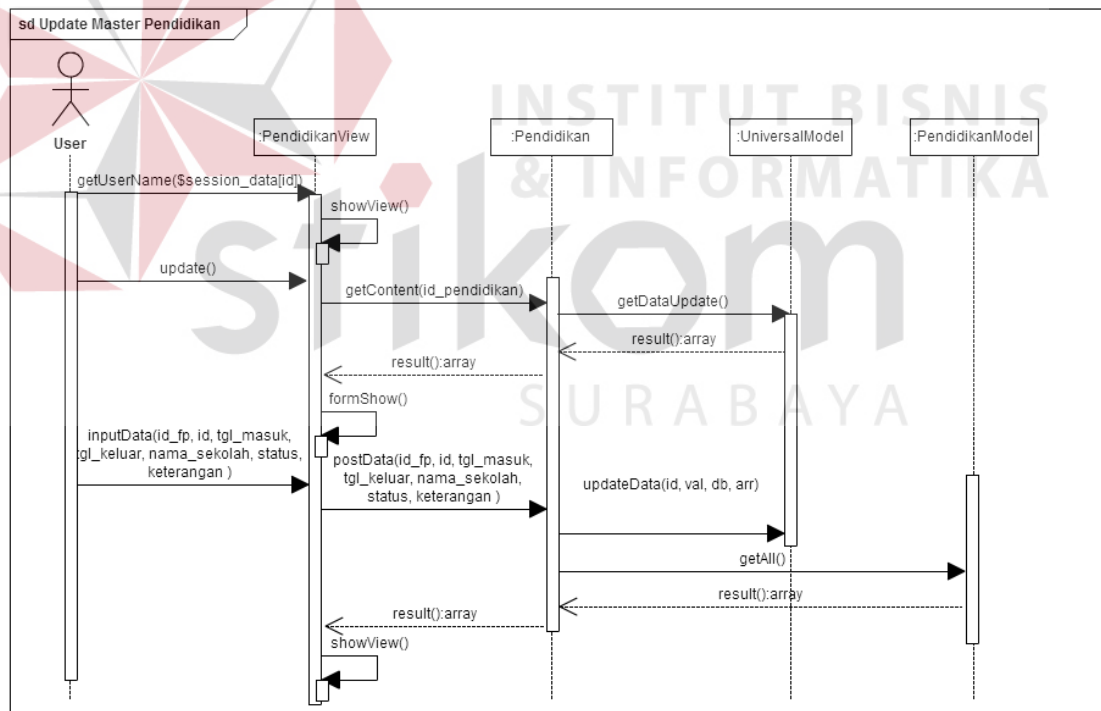 sd Update Master Pendidikan
INSTITUT BISNIS
& INFORMATIKA
stikom
SURABAYA
User
:PendidikanView
:Pendidikan
:UniversalModel
:PendidikanModel
getUserName($session_data[id])
showView()
update()
getContent(id_pendidikan)
getDataUpdate()
result():array
result():array
formShow()
inputData(id_fp, id, tgl_masuk,
tgl_keluar, nama_sekolah, status,
keterangan )
postData(id_fp, id, tgl_masuk,
tgl_keluar, nama_sekolah,
status, keterangan )
updateData(id, val, db, arr)
getAll()
result():array
result():array
showView()